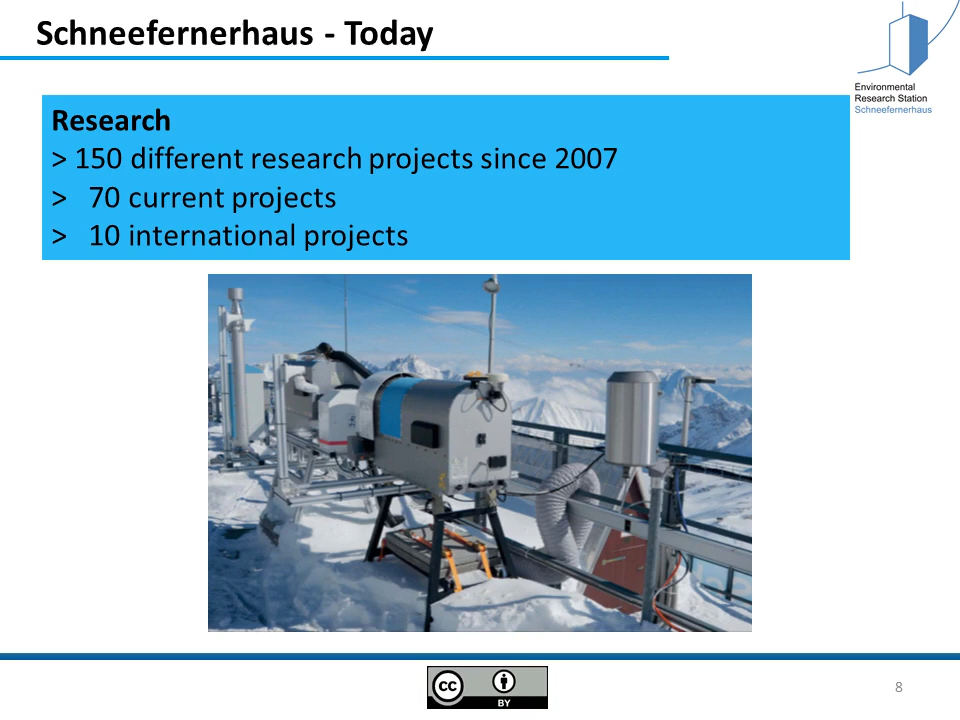 Schneefernerhaus - Today
Environmental
Research Station
Schneefernerhaus
Research
> 150 different research projects since 2007
>   70 current projects
>   10 international projects
cc
BY
8